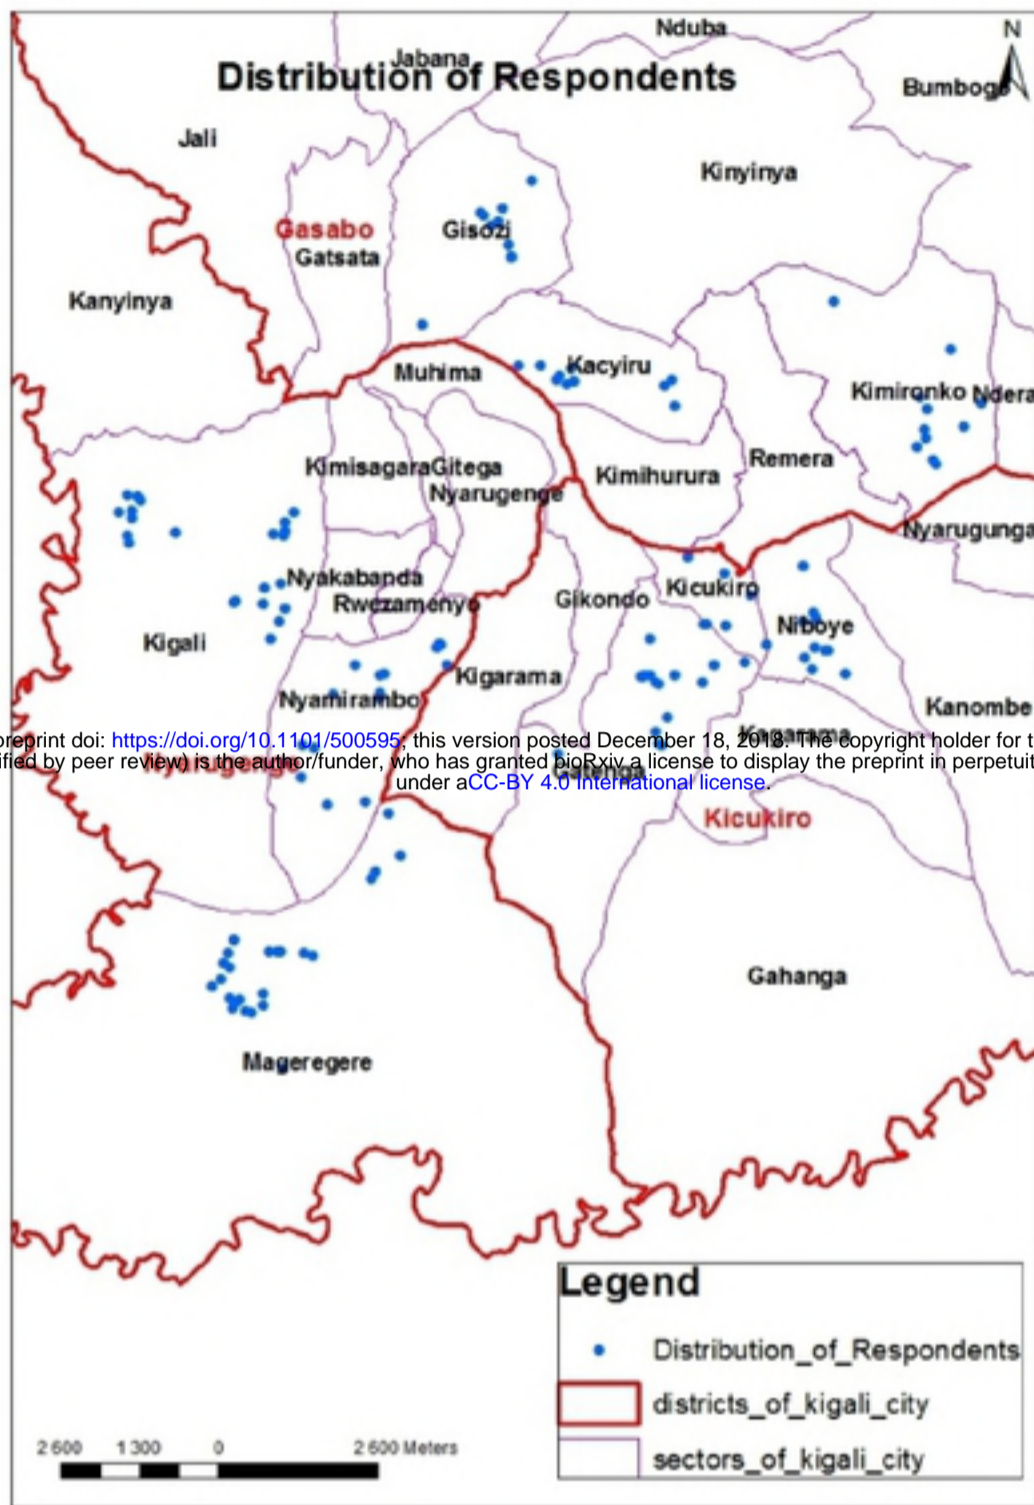 Nduba
N
Jabana
Distribution of Respondents
Bumbogo
Jali
Kinyinya
Gasabo
Gisozi
Gatsata
Kanyinya
Muhima
Kacyiru
Kimironko
Ndera
Kimisagara
Gitega
Kimihurura
Remera
Nyarugenge
Nyarugunga
Nyakabanda
Rwezamenyo
Gikondo
Kicukiro
Niboye
Kigali
Kigarama
Nyamirambo
Kanombe
Kagarama
preprint doi: https://doi.org/10.1101/500595; this version posted December 18, 2018. The copyright holder for t
ified by peer review) is the author/funder, who has granted bioRxiv a license to display the preprint in perpetuit
under aCC-BY 4.0 International license.
Nyarugenge
Gatenga
Kicukiro
Gahanga
Mageregere
Legend
Distribution_of_Respondents
districts_of_kigali_city
sectors_of_kigali_city
2 600 1 300 0 2 600 Meters